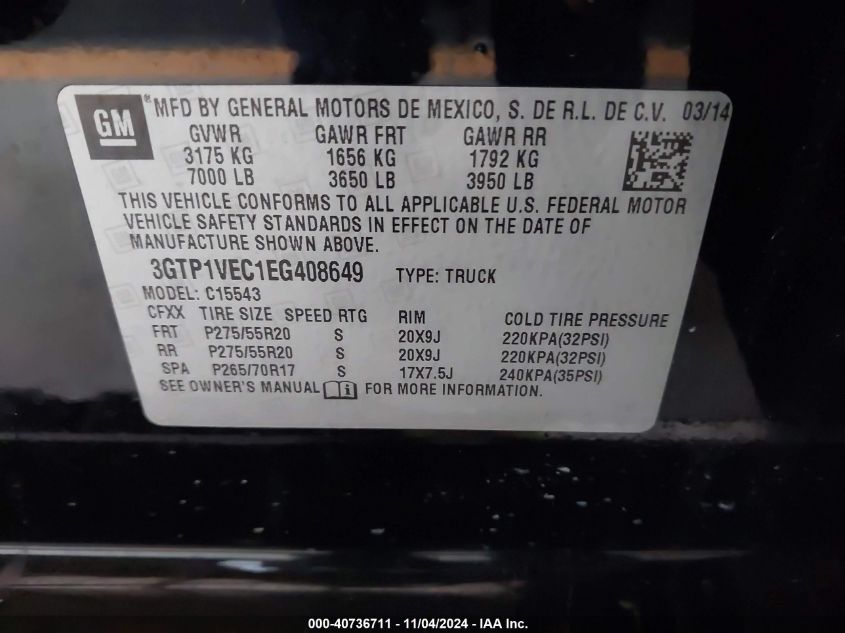 GM ® MFD BY GENERAL MOTORS DE MEXICO, S. DE R.L. DE C.V. 03/14
GVWR GAWR FRT GAWR RR
3175 KG 1656 KG 1792 KG
7000 LB 3650 LB 3950 LB
THIS VEHICLE CONFORMS TO ALL APPLICABLE U.S. FEDERAL MOTOR
VEHICLE SAFETY STANDARDS IN EFFECT ON THE DATE OF
MANUFACTURE SHOWN ABOVE.
3GTP1VEC1EG408649 TYPE: TRUCK
MODEL: C15543
CFXX TIRE SIZE SPEED RTG RIM COLD TIRE PRESSURE
FRT P275/55R20 S 20X9J 220KPA(32PSI)
RR P275/55R20 S 20X9J 220KPA(32PSI)
SPA P265/70R17 S 17X7.5J 240KPA(35PSI)
SEE OWNER'S MANUAL i FOR MORE INFORMATION.
000-40736711 - 11/04/2024 - IAA Inc.